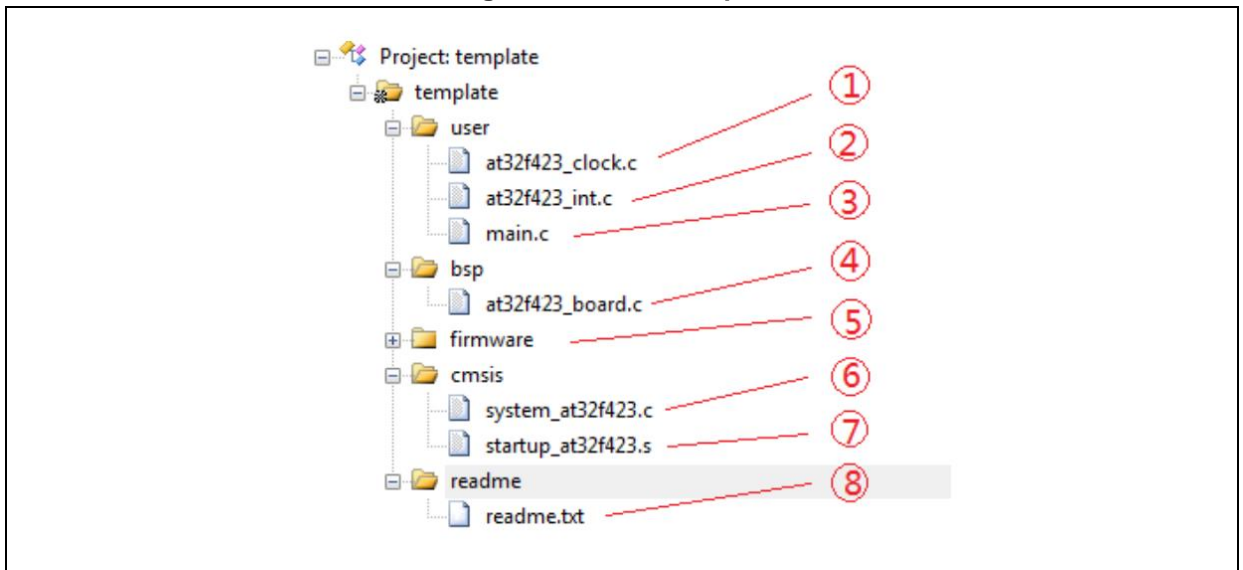 Project: template
template
①
user
②
at32f423_clock.c
at32f423_int.c
③
main.c
④
bsp
at32f423_board.c
⑤
firmware
cmsis
⑥
system_at32f423.c
⑦
startup_at32f423.s
readme
⑧
readme.txt